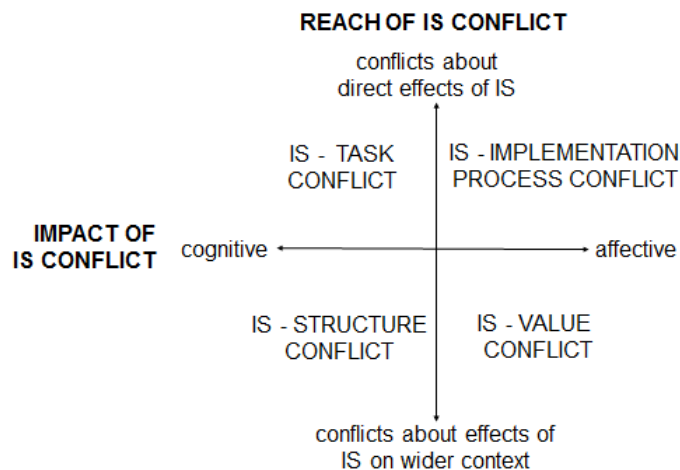 REACH OF IS CONFLICT
conflicts about
direct effects of IS
IS - TASK
CONFLICT
IS - IMPLEMENTATION
PROCESS CONFLICT
IMPACT OF
IS CONFLICT
cognitive
affective
IS - STRUCTURE
CONFLICT
IS - VALUE
CONFLICT
conflicts about effects of
IS on wider context